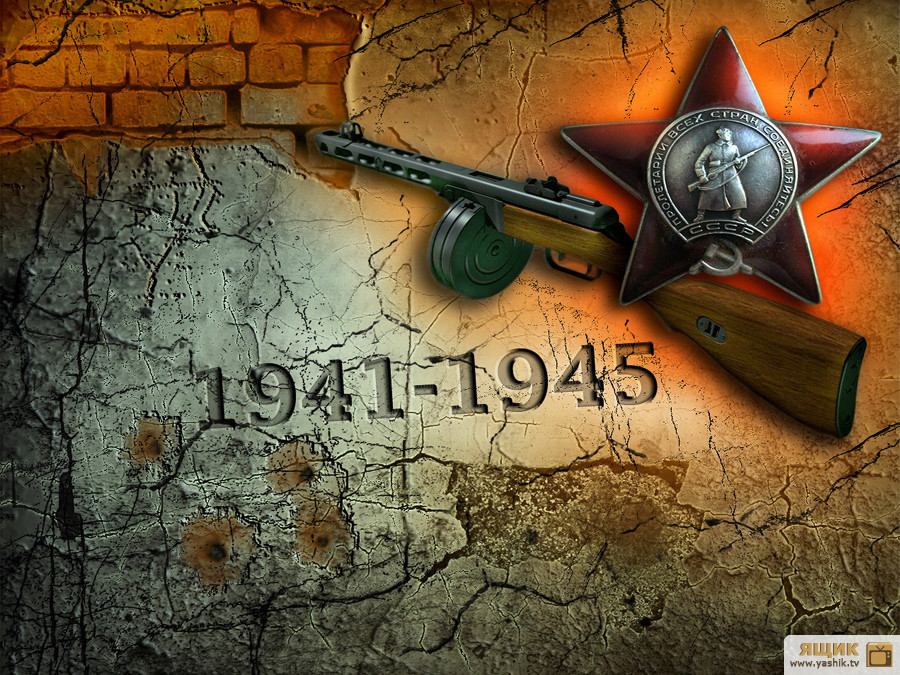 ПРОЛЕТАРИИ ВСЕХ СТРАН СОЕДИНЯЙТЕСЬ!
СССР
1941-1945
ЯЩИК
www.yashik.tv